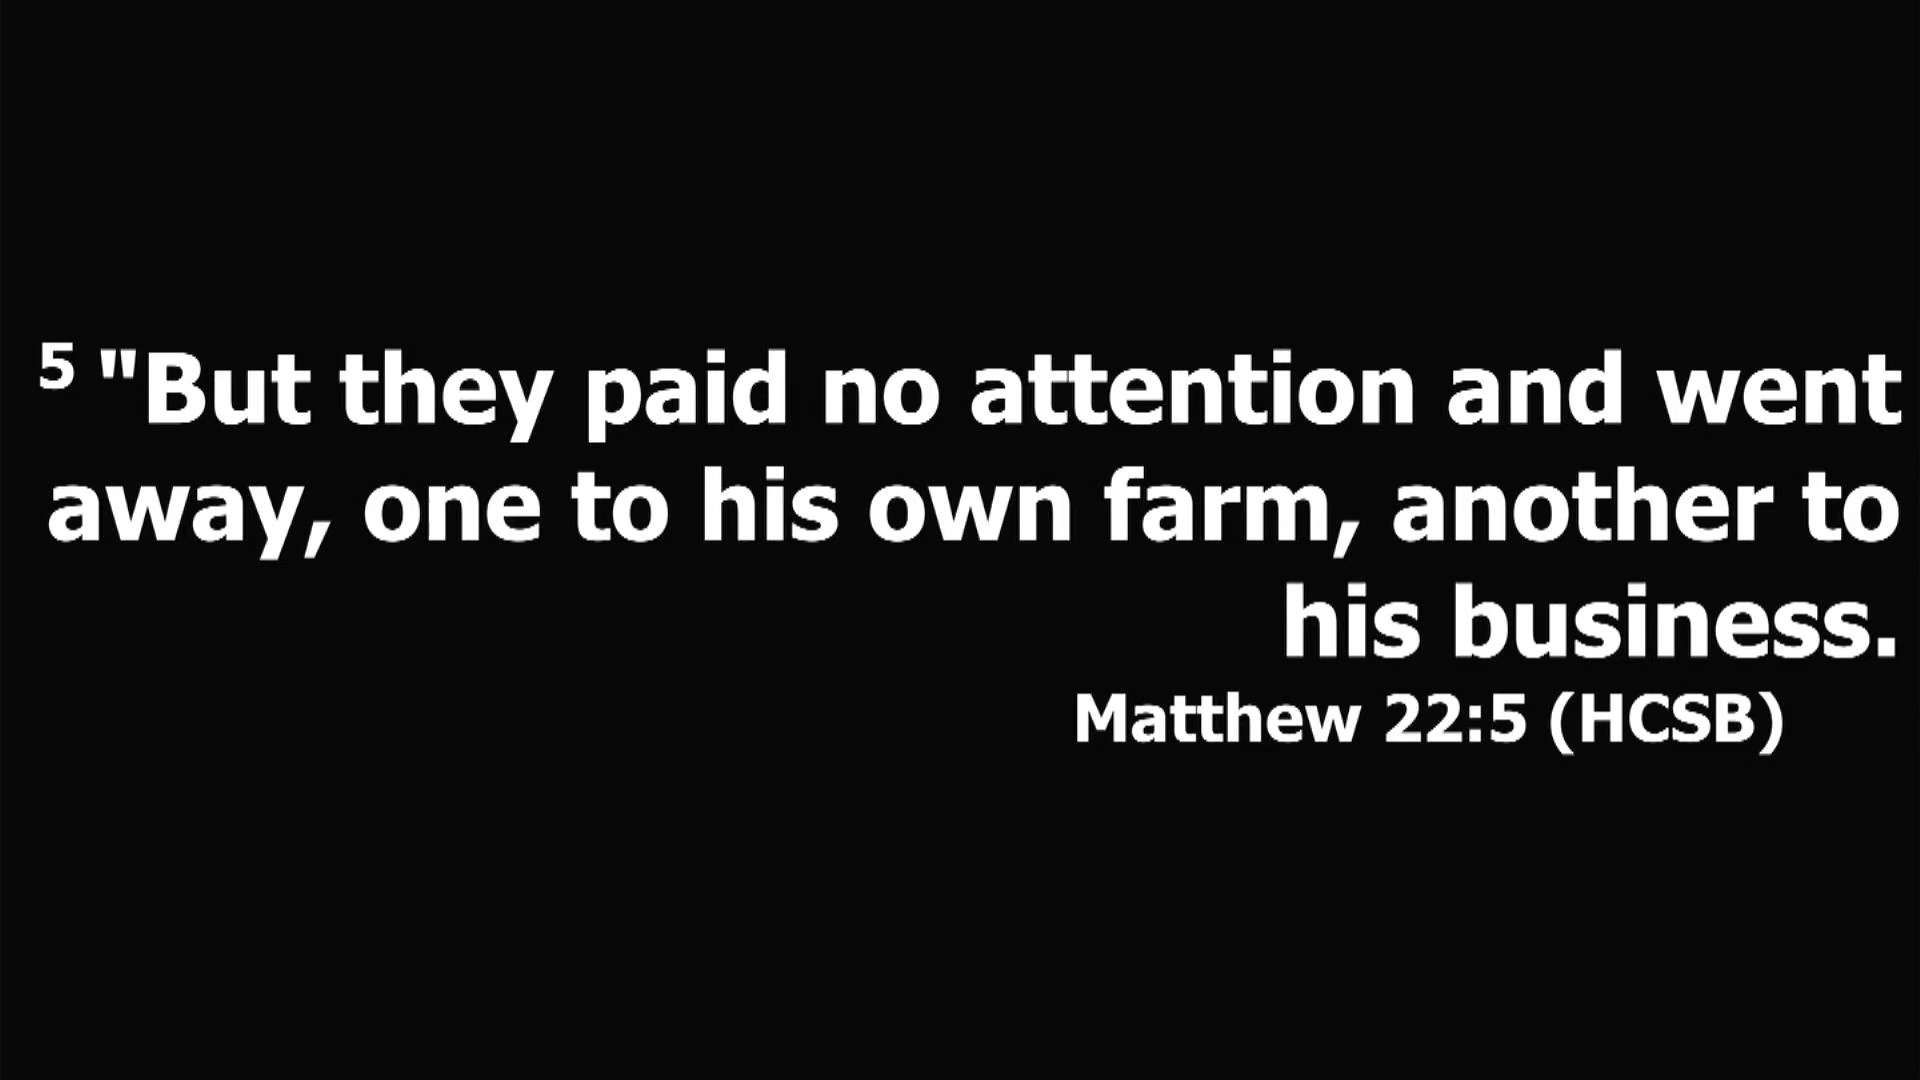 5 "But they paid no attention and went
away, one to his own farm, another to
his business.
Matthew 22:5 (HCSB)